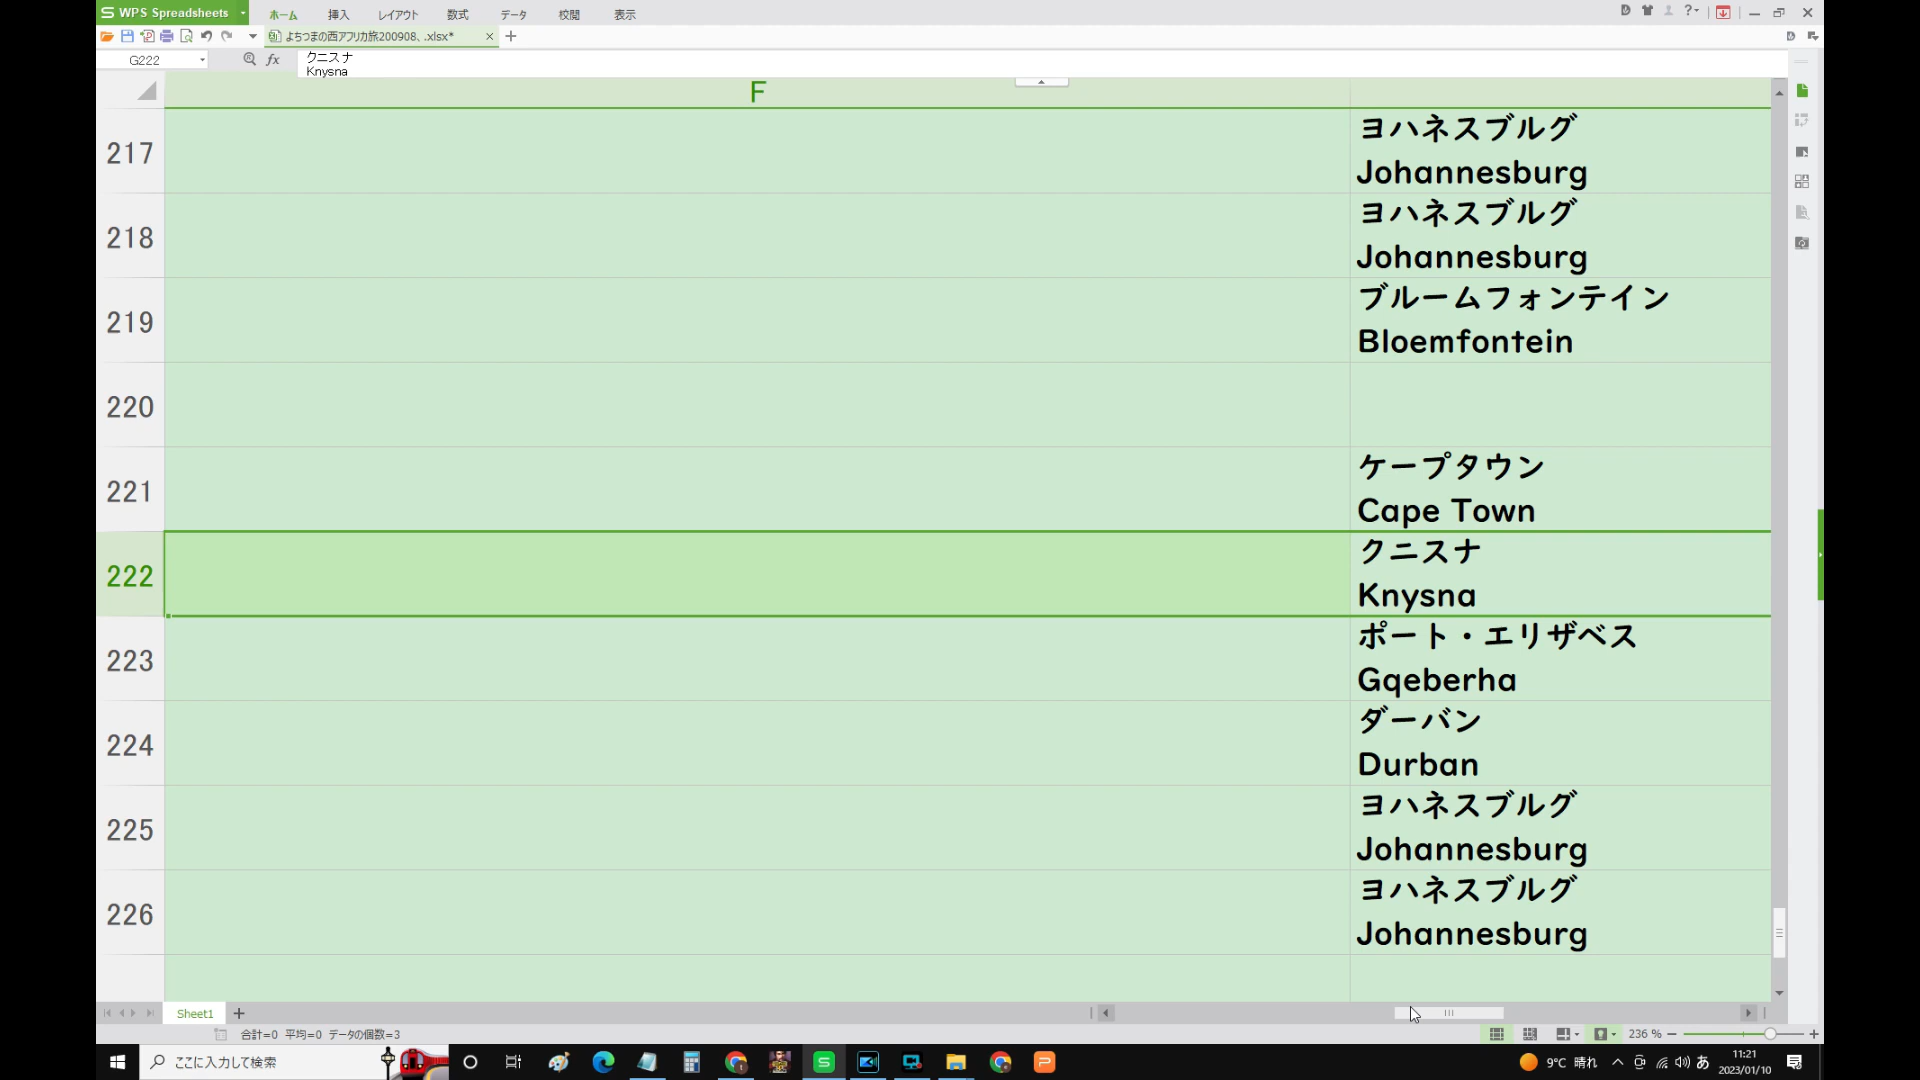 WPS Spreadsheets
ホーム 挿入 レイアウト 数式 データ 校閲 表示
よちつまの西アフリカ旅200908、.xlsx*
G222 fx クニスナ
Knysna
F
217 ヨハネスブルグ
Johannesburg
218 ヨハネスブルグ
Johannesburg
219 ブルームフォンテイン
Bloemfontein
220
221 ケープタウン
Cape Town
222 クニスナ
Knysna
223 ポート・エリザベス
Gqeberha
224 ダーバン
Durban
225 ヨハネスブルグ
Johannesburg
226 ヨハネスブルグ
Johannesburg
Sheet1
合計=0 平均=0 データの個数=3
236 %
ここに入力して検索
9°C 晴れ
あ
11:21
2023/01/10